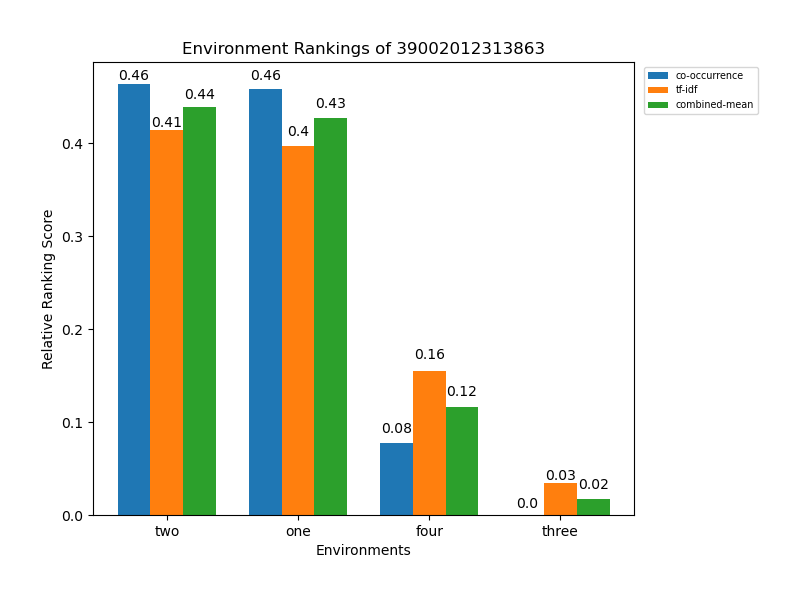 Environment Rankings of 39002012313863
co-occurrence
tf-idf
combined-mean
Relative Ranking Score
0.4
0.3
0.2
0.1
0.0
0.46
0.41
0.44
0.46
0.4
0.43
0.08
0.16
0.12
0.0
0.03
0.02
two one four three
Environments